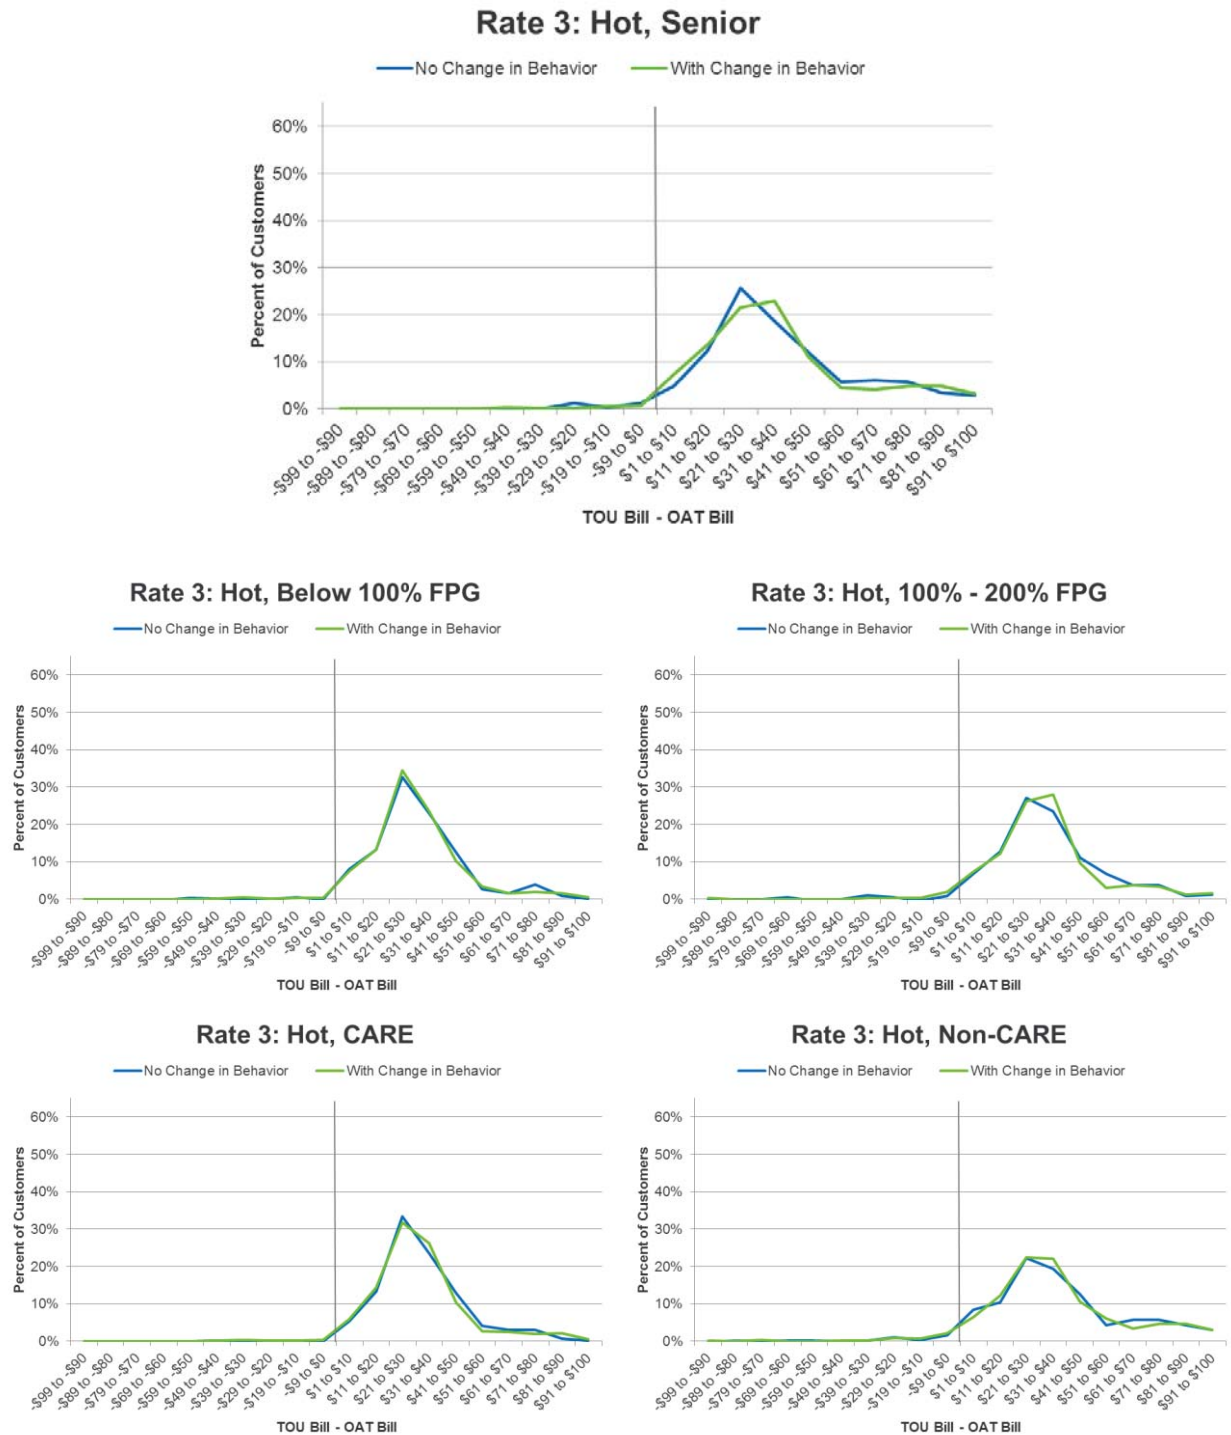 Rate 3: Hot, Senior
No Change in Behavior With Change in Behavior
Percent of Customers
60%
50%
40%
30%
20%
10%
0%
-$99 to -$90
-$89 to -$80
-$79 to -$70
-$69 to -$60
-$59 to -$50
-$49 to -$40
-$39 to -$30
-$29 to -$20
-$19 to -$10
-$9 to $0
$1 to $10
$11 to $20
$21 to $30
$31 to $40
$41 to $50
$51 to $60
$61 to $70
$71 to $80
$81 to $90
$91 to $100
TOU Bill - OAT Bill
Rate 3: Hot, Below 100% FPG
No Change in Behavior With Change in Behavior
Percent of Customers
60%
50%
40%
30%
20%
10%
0%
-$99 to -$90
-$89 to -$80
-$79 to -$70
-$69 to -$60
-$59 to -$50
-$49 to -$40
-$39 to -$30
-$29 to -$20
-$19 to -$10
-$9 to $0
$1 to $10
$11 to $20
$21 to $30
$31 to $40
$41 to $50
$51 to $60
$61 to $70
$71 to $80
$81 to $90
$91 to $100
TOU Bill - OAT Bill
Rate 3: Hot, 100% - 200% FPG
No Change in Behavior With Change in Behavior
Percent of Customers
60%
50%
40%
30%
20%
10%
0%
-$99 to -$90
-$89 to -$80
-$79 to -$70
-$69 to -$60
-$59 to -$50
-$49 to -$40
-$39 to -$30
-$29 to -$20
-$19 to -$10
-$9 to $0
$1 to $10
$11 to $20
$21 to $30
$31 to $40
$41 to $50
$51 to $60
$61 to $70
$71 to $80
$81 to $90
$91 to $100
TOU Bill - OAT Bill
Rate 3: Hot, CARE
No Change in Behavior With Change in Behavior
Percent of Customers
60%
50%
40%
30%
20%
10%
0%
-$99 to -$90
-$89 to -$80
-$79 to -$70
-$69 to -$60
-$59 to -$50
-$49 to -$40
-$39 to -$30
-$29 to -$20
-$19 to -$10
-$9 to $0
$1 to $10
$11 to $20
$21 to $30
$31 to $40
$41 to $50
$51 to $60
$61 to $70
$71 to $80
$81 to $90
$91 to $100
TOU Bill - OAT Bill
Rate 3: Hot, Non-CARE
No Change in Behavior With Change in Behavior
Percent of Customers
60%
50%
40%
30%
20%
10%
0%
-$99 to -$90
-$89 to -$80
-$79 to -$70
-$69 to -$60
-$59 to -$50
-$49 to -$40
-$39 to -$30
-$29 to -$20
-$19 to -$10
-$9 to $0
$1 to $10
$11 to $20
$21 to $30
$31 to $40
$41 to $50
$51 to $60
$61 to $70
$71 to $80
$81 to $90
$91 to $100
TOU Bill - OAT Bill